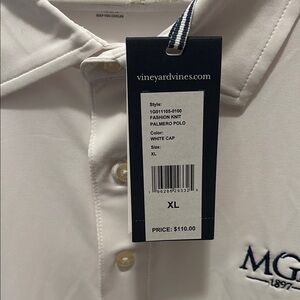 vineyardvines.com
Style:
1G011105-0100
FASHION KNIT
PALMERO POLO
Color:
WHITE CAP
Size:
XL
XL
PRICE: $110.00
MG
1897